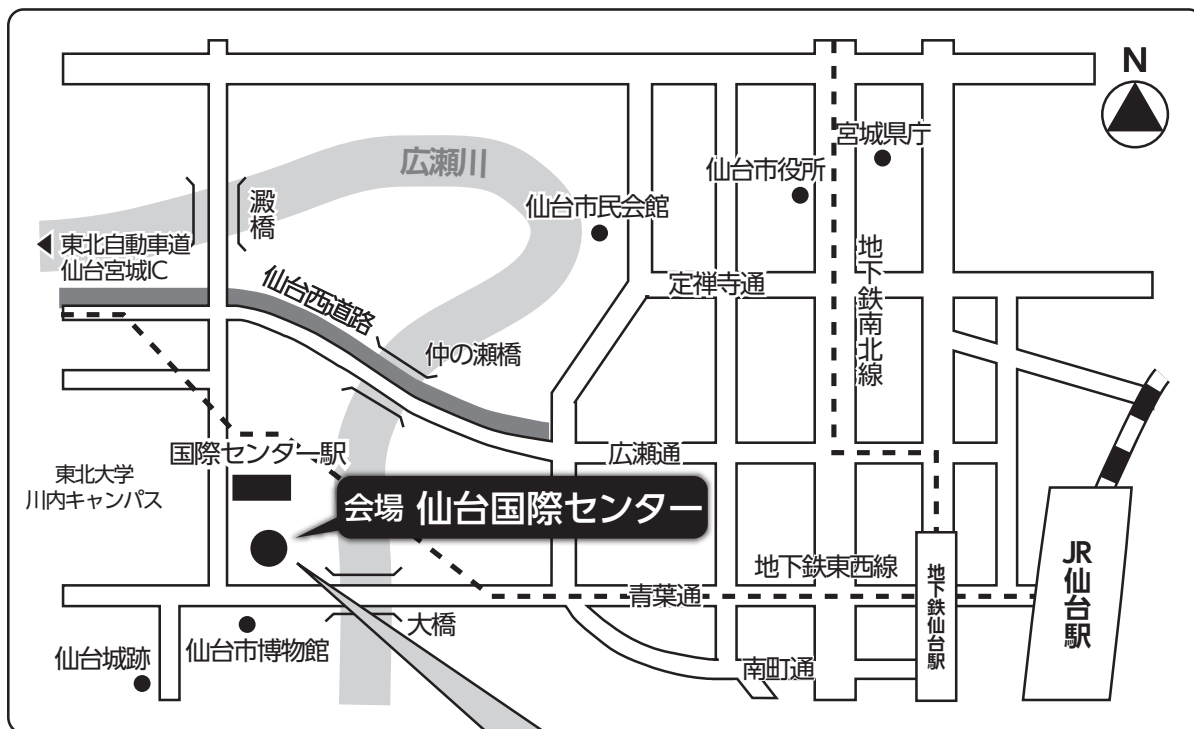 N
宮城県庁
広瀬川
仙台市役所
澱橋
仙台市民会館
東北自動車道
仙台宮城IC
地下鉄南北線
定禅寺通
仙台西道路
仲の瀬橋
国際センター駅
広瀬通
東北大学
川内キャンパス
会場 仙台国際センター
JR仙台駅
地下鉄東西線
地下鉄仙台駅
青葉通
大橋
仙台市博物館
仙台城跡
南町通